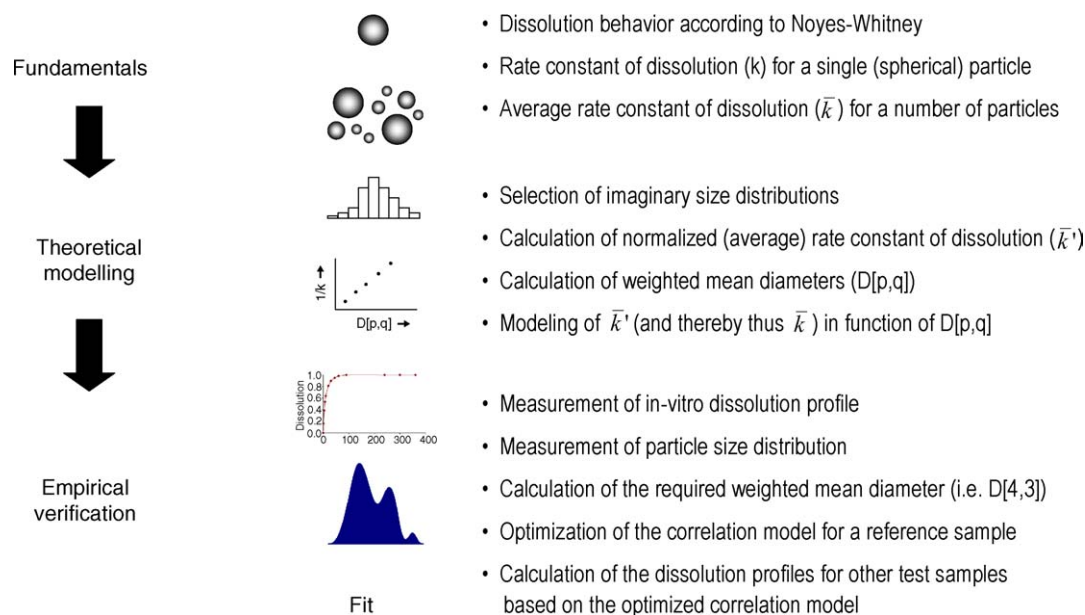 Fundamentals
• Dissolution behavior according to Noyes-Whitney
• Rate constant of dissolution (k) for a single (spherical) particle
• Average rate constant of dissolution (k̄) for a number of particles
Theoretical
modelling
1/k →
D[p,q] →
• Selection of imaginary size distributions
• Calculation of normalized (average) rate constant of dissolution (k̄')
• Calculation of weighted mean diameters (D[p,q])
• Modeling of k̄' (and thereby thus k̄) in function of D[p,q]
Empirical
verification
Dissolution
1.0
0.8
0.6
0.4
0.2
0.0
0 100 200 300 400
Fit
• Measurement of in-vitro dissolution profile
• Measurement of particle size distribution
• Calculation of the required weighted mean diameter (i.e. D[4,3])
• Optimization of the correlation model for a reference sample
• Calculation of the dissolution profiles for other test samples
based on the optimized correlation model